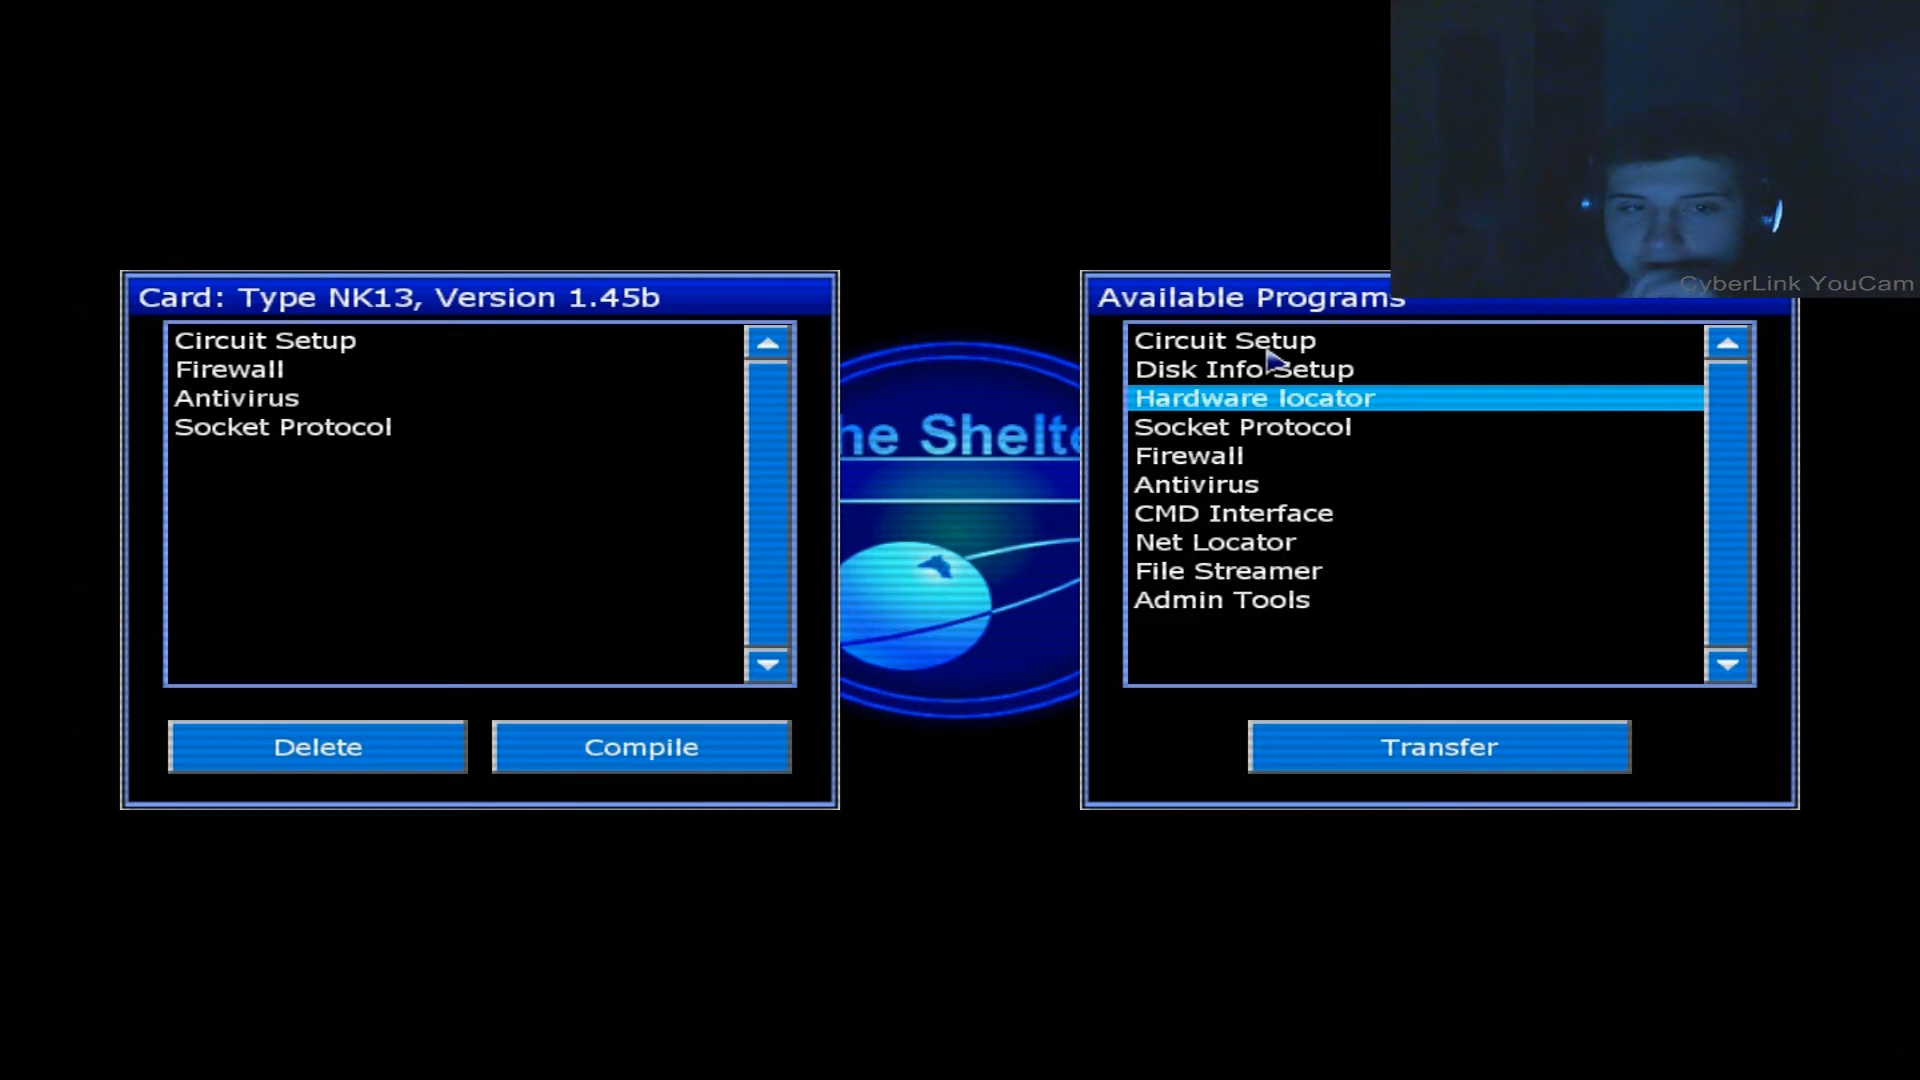 CyberLink YouCam
Card: Type NK13, Version 1.45b
Circuit Setup
Firewall
Antivirus
Socket Protocol
Delete
Compile
he Shelt
Available Programs
Circuit Setup
Disk Info Setup
Hardware locator
Socket Protocol
Firewall
Antivirus
CMD Interface
Net Locator
File Streamer
Admin Tools
Transfer